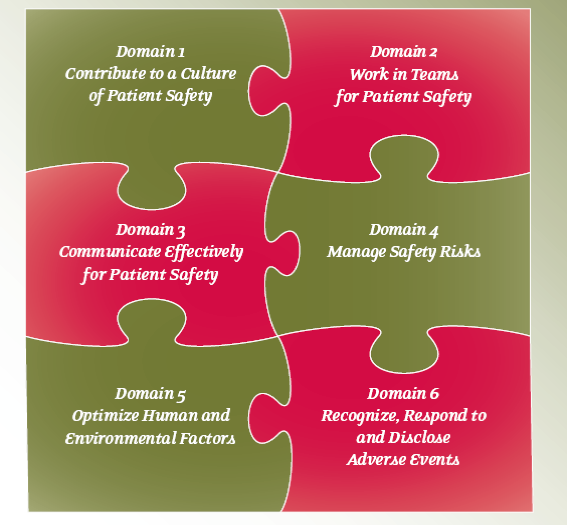 Domain 1
Contribute to a Culture
of Patient Safety
Domain 2
Work in Teams
for Patient Safety
Domain 3
Communicate Effectively
for Patient Safety
Domain 4
Manage Safety Risks
Domain 5
Optimize Human and
Environmental Factors
Domain 6
Recognize, Respond to
and Disclose
Adverse Events